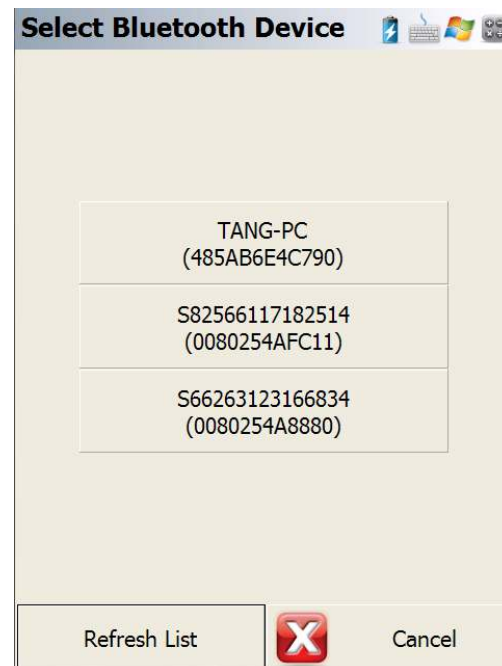 Select Bluetooth Device
TANG-PC
(485AB6E4C790)
S82566117182514
(0080254AFC11)
S66263123166834
(0080254A8880)
Refresh List
Cancel